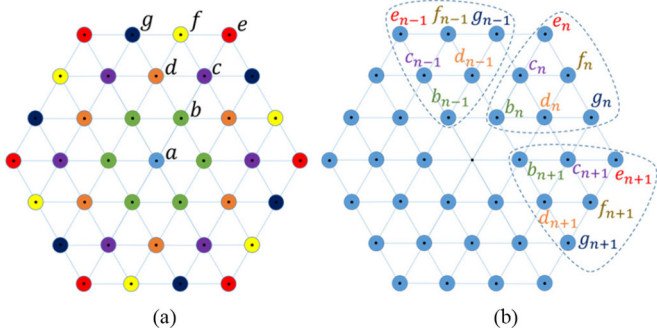 g f e
d c
b
a
(a)
e_{n−1} f_{n−1} g_{n−1}
c_{n−1} d_{n−1}
b_{n−1}
e_n
c_n f_n
b_n d_n g_n
b_{n+1} c_{n+1} e_{n+1}
d_{n+1} f_{n+1}
g_{n+1}
(b)